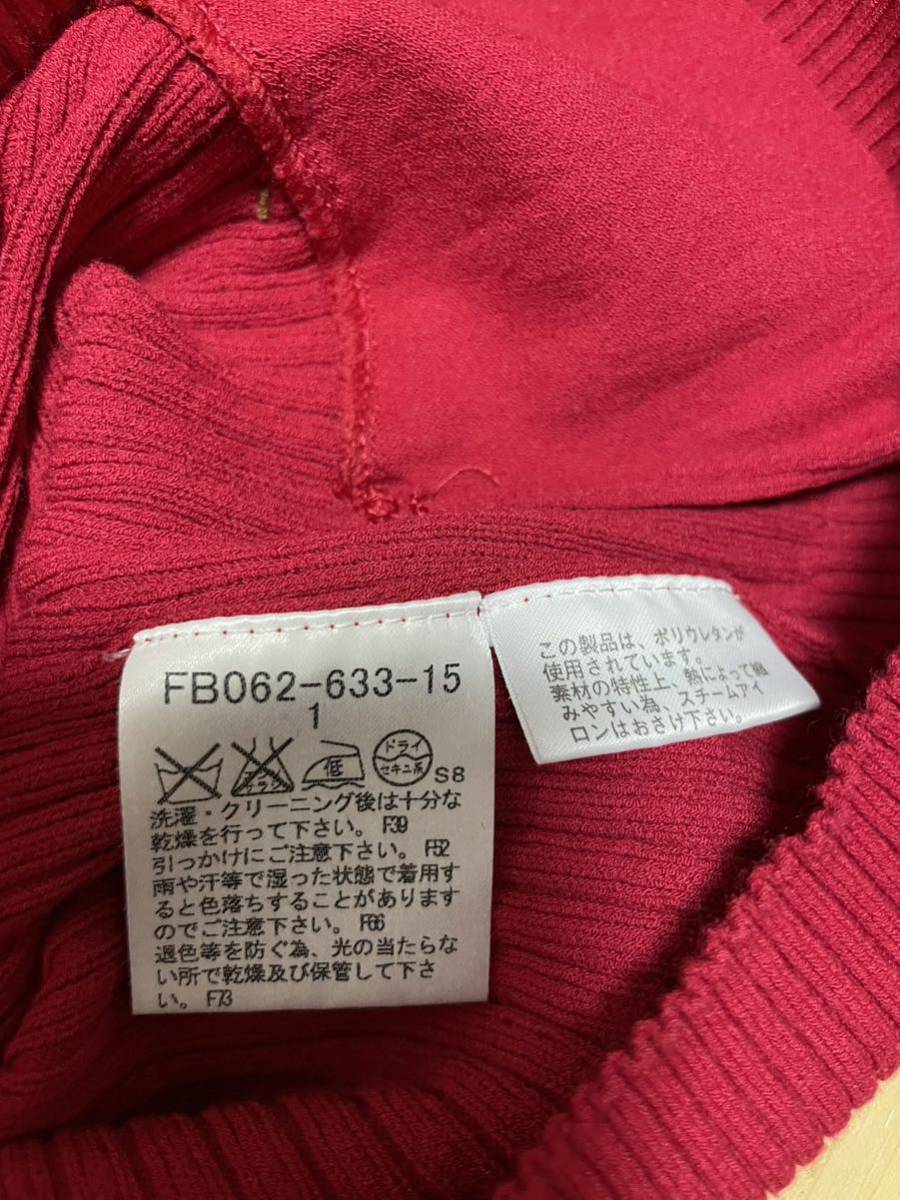 FB062-633-15
1
低
ドライ
セキユ系
S8
洗濯・クリーニング後は十分な
乾燥を行って下さい。 F39
引っかけにご注意下さい。 F52
雨や汗等で湿った状態で着用す
ると色落ちすることがあります
のでご注意下さい。 F66
退色等を防ぐ為、光の当たらな
い所で乾燥及び保管して下さ
い。 F73
この製品は、ポリウレタンが
使用されています。
素材の特性上、熱によって縮
みやすい為、スチームアイ
ロンはおさけ下さい。